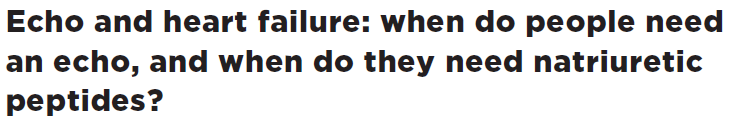 Echo and heart failure: when do people need
an echo, and when do they need natriuretic
peptides?